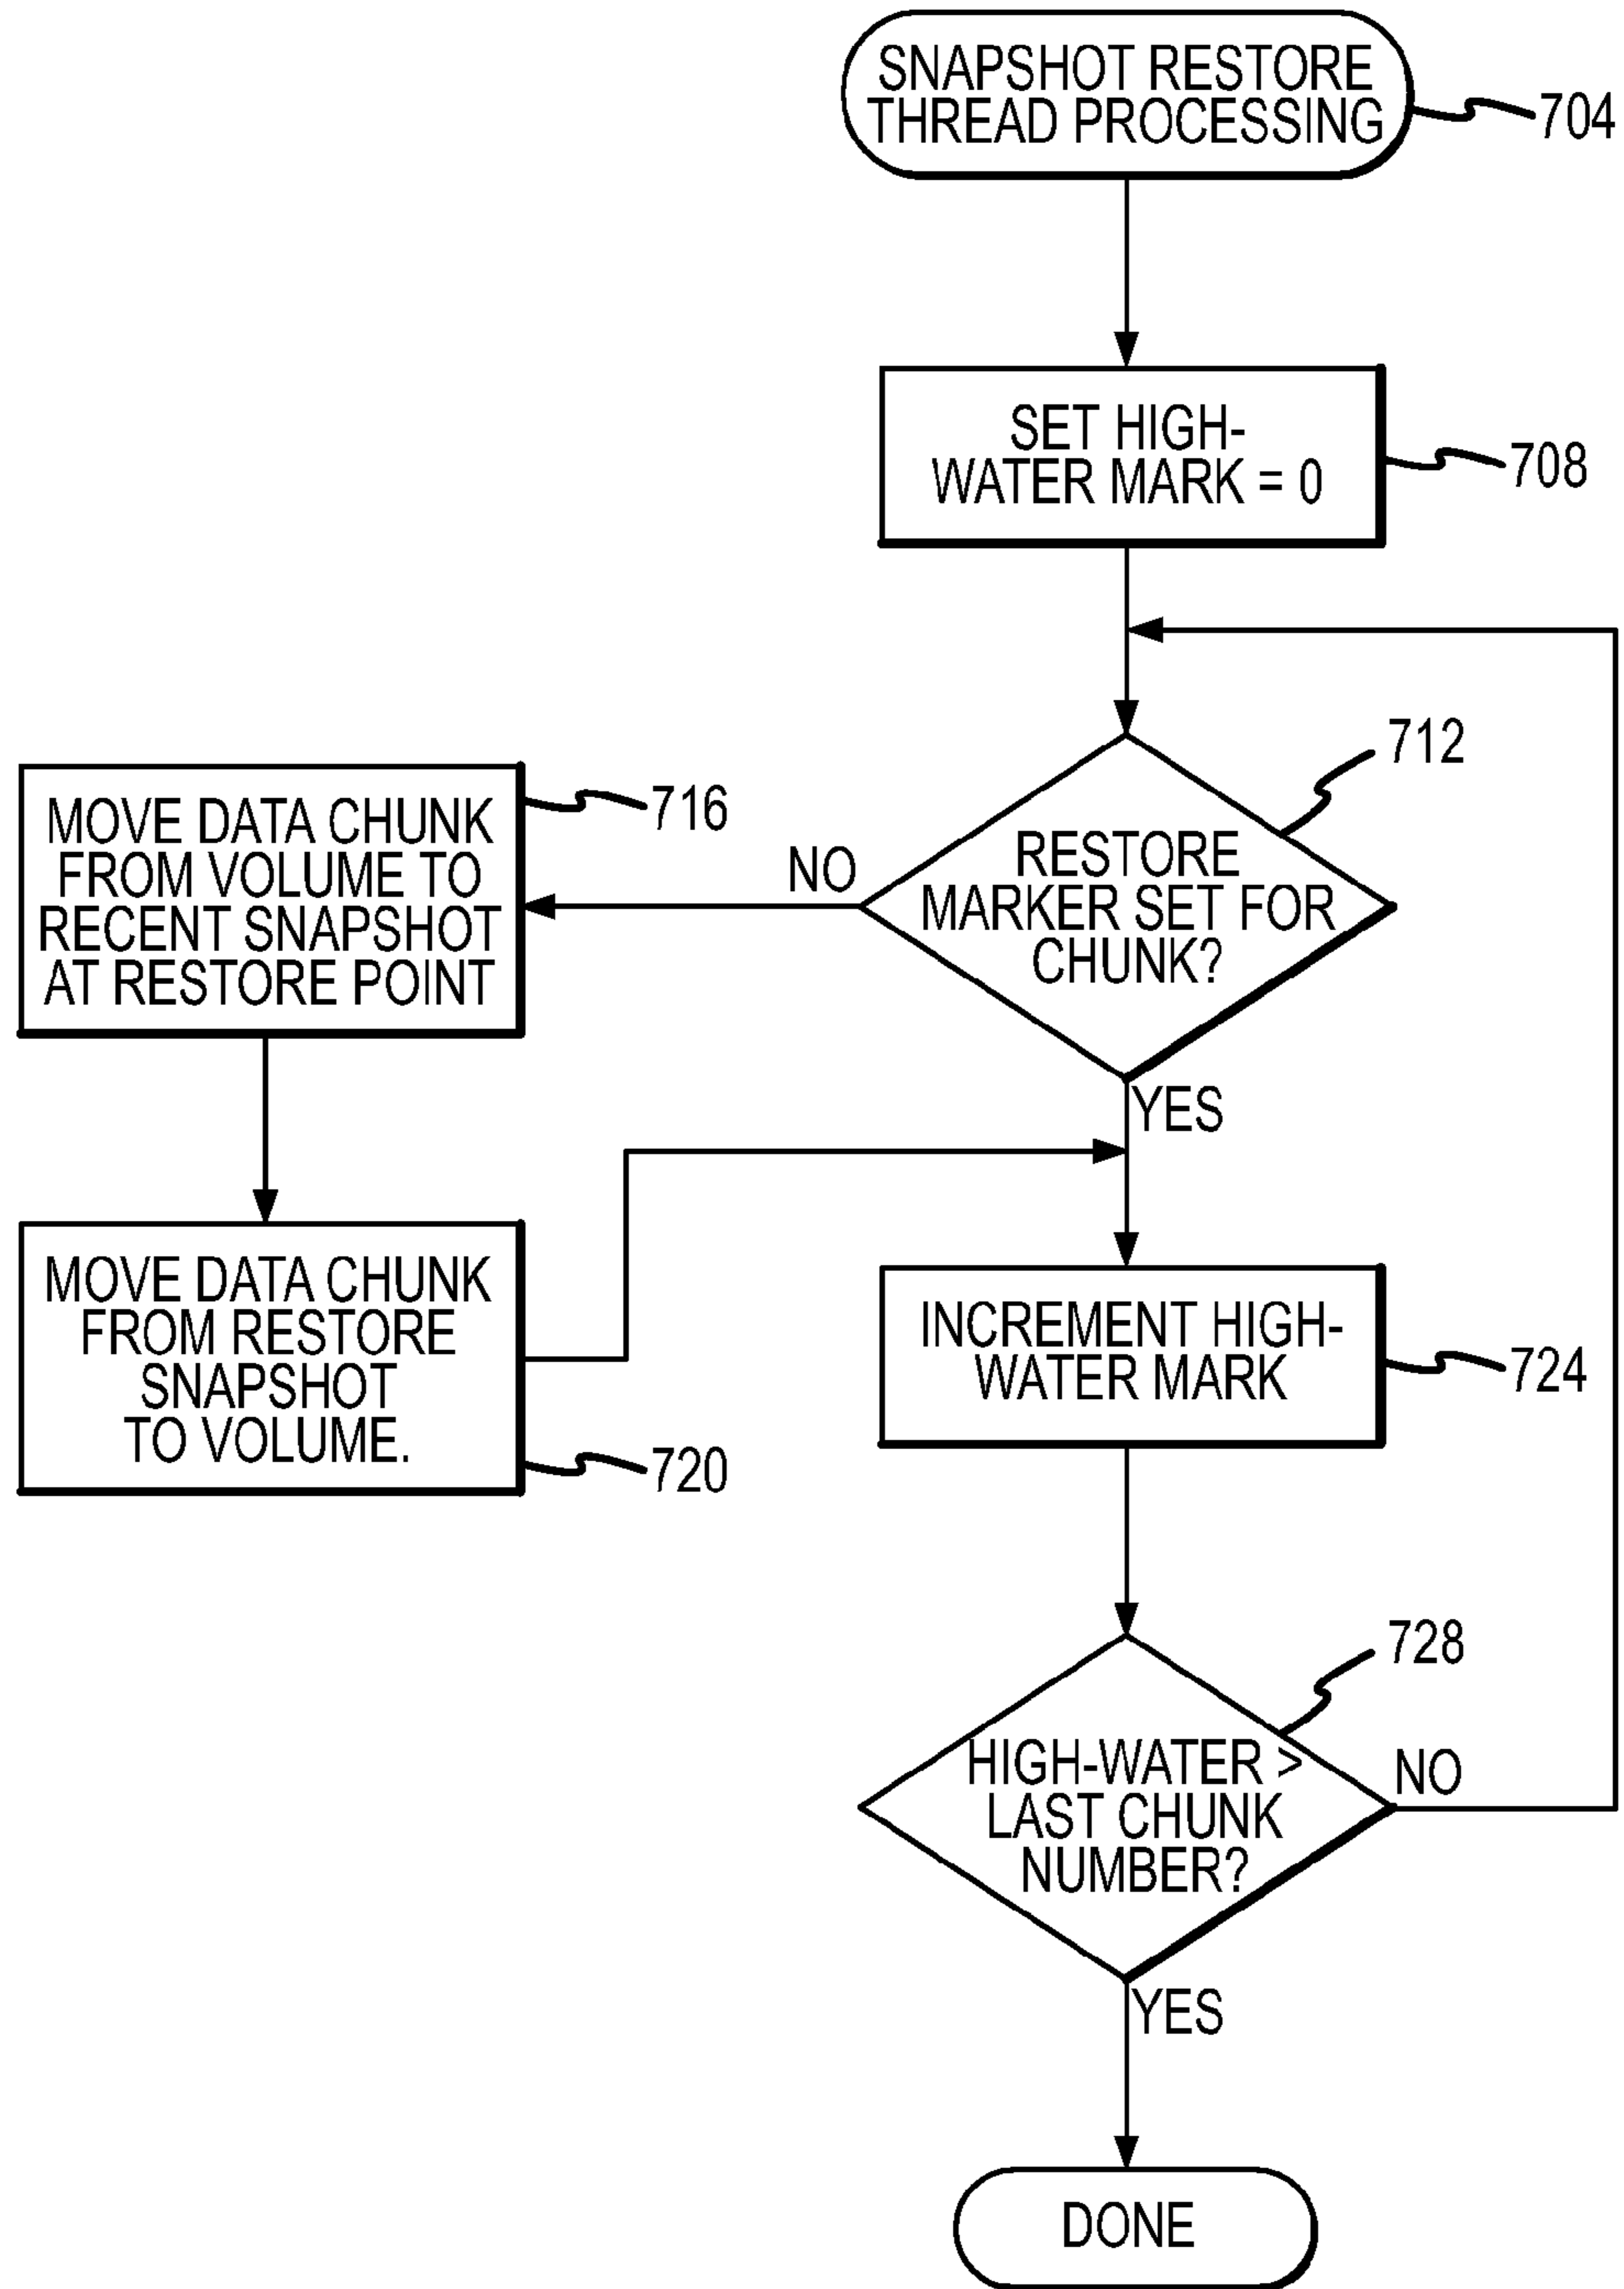 SNAPSHOT RESTORE
THREAD PROCESSING
704
SET HIGH-
WATER MARK = 0
708
712
RESTORE
MARKER SET FOR
CHUNK?
NO
YES
MOVE DATA CHUNK
FROM VOLUME TO
RECENT SNAPSHOT
AT RESTORE POINT
716
MOVE DATA CHUNK
FROM RESTORE
SNAPSHOT
TO VOLUME.
720
INCREMENT HIGH-
WATER MARK
724
728
HIGH-WATER >
LAST CHUNK
NUMBER?
NO
YES
DONE